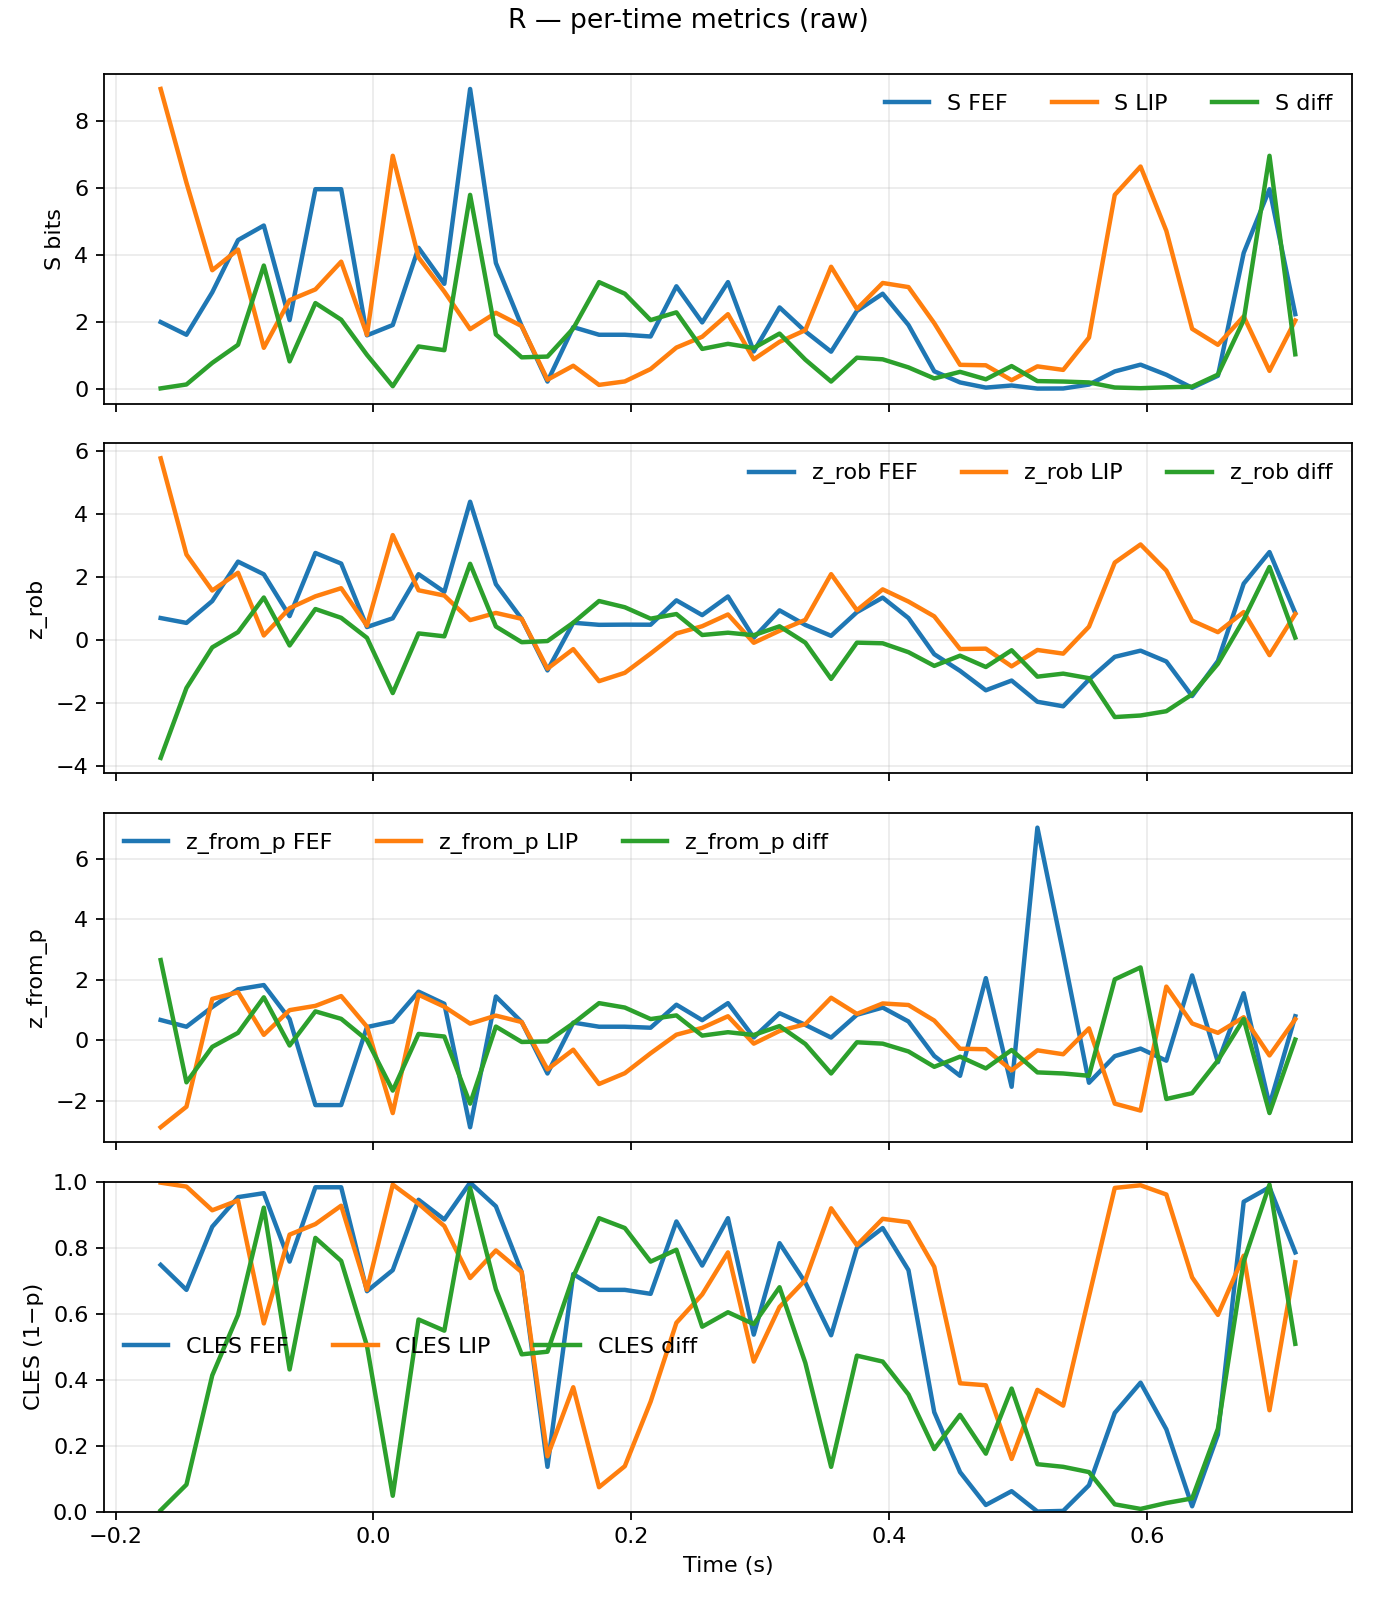 R — per-time metrics (raw)
S FEF S LIP S diff
8
6
4
2
0
S bits
z_rob FEF z_rob LIP z_rob diff
6
4
2
0
−2
−4
z_rob
z_from_p FEF z_from_p LIP z_from_p diff
6
4
2
0
−2
z_from_p
1.0
0.8
0.6
CLES FEF CLES LIP CLES diff
0.4
0.2
0.0
CLES (1−p)
−0.2 0.0 0.2 0.4 0.6
Time (s)